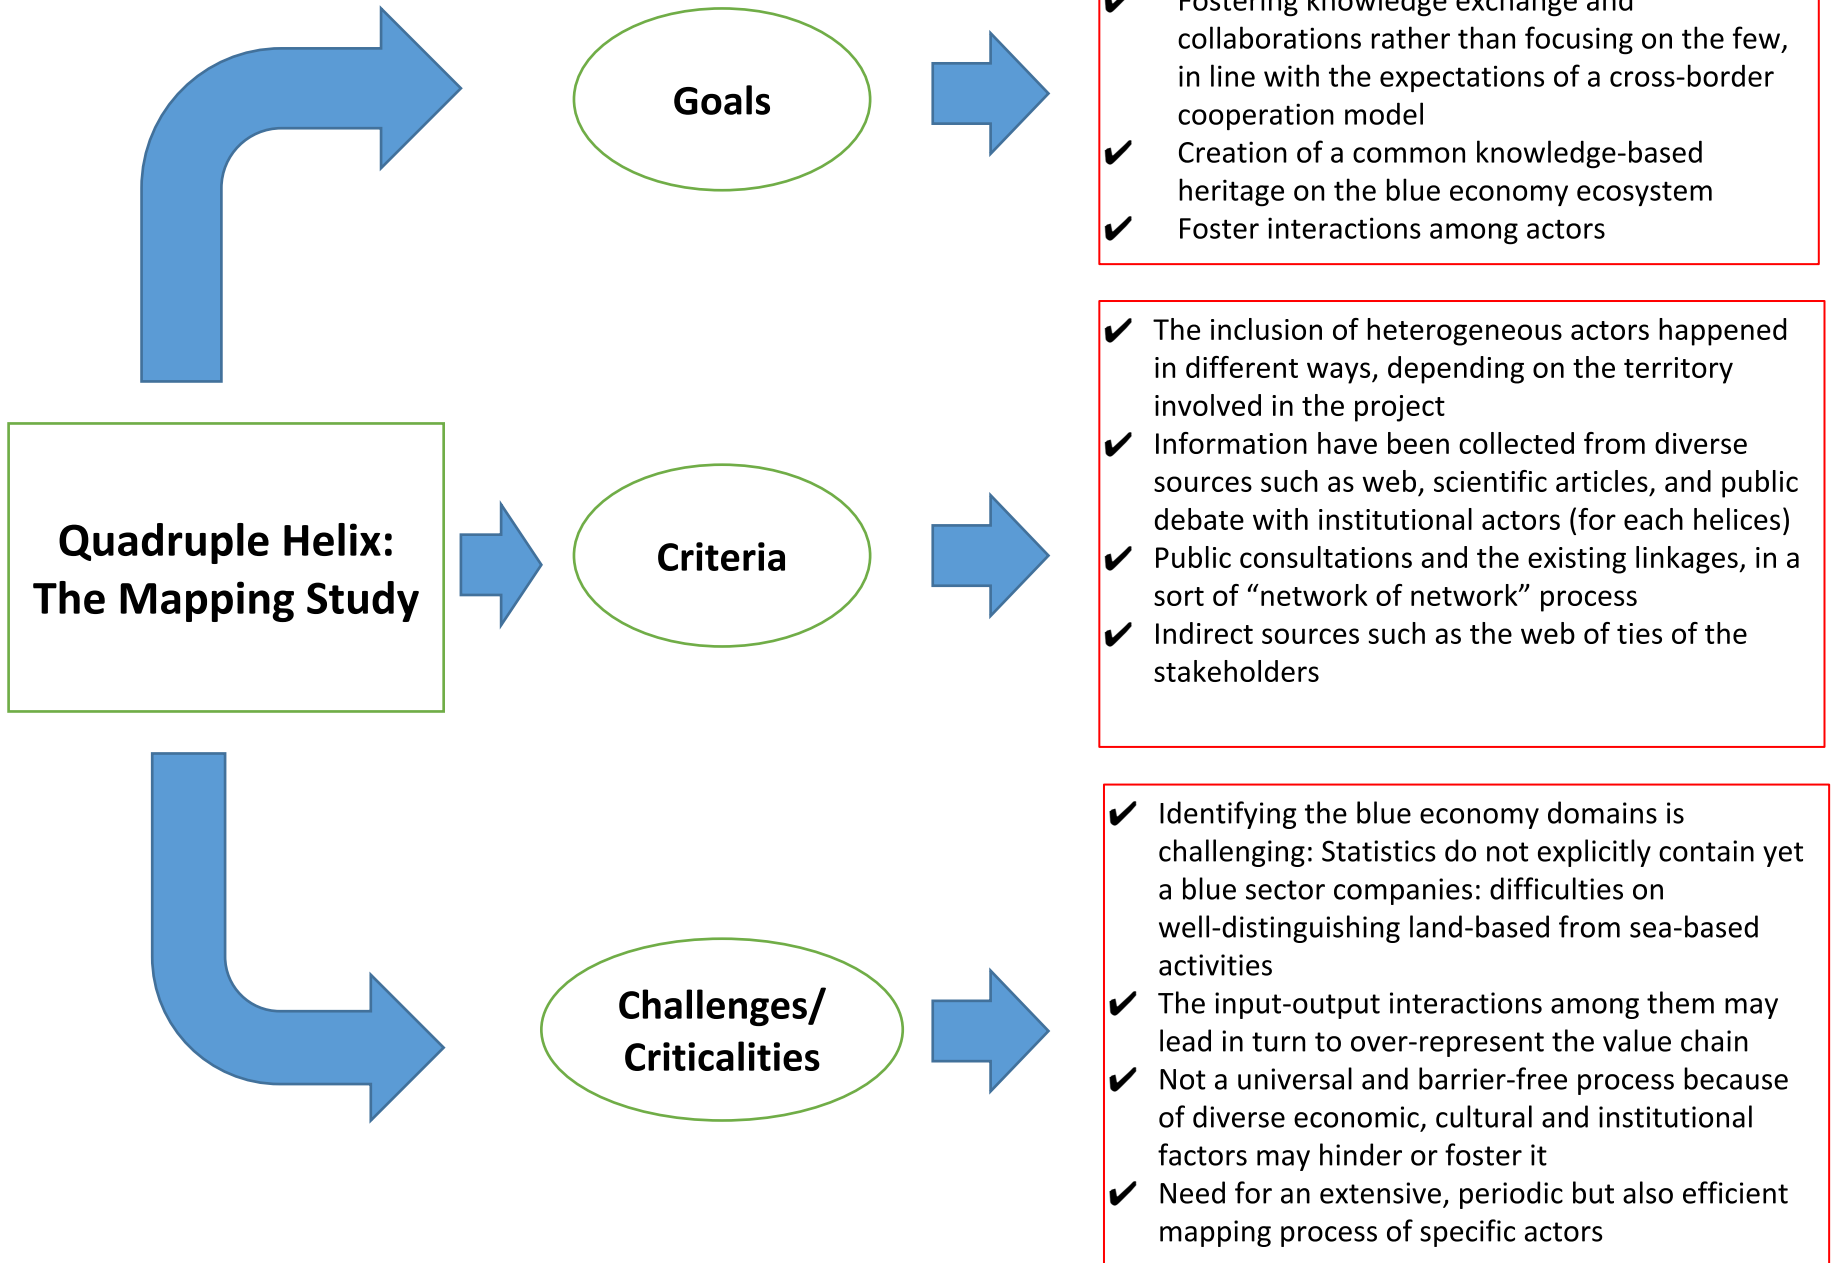 Goals
✔ Fostering knowledge exchange and
collaborations rather than focusing on the few,
in line with the expectations of a cross-border
cooperation model
✔ Creation of a common knowledge-based
heritage on the blue economy ecosystem
✔ Foster interactions among actors
Quadruple Helix:
The Mapping Study
Criteria
✔ The inclusion of heterogeneous actors happened
in different ways, depending on the territory
involved in the project
✔ Information have been collected from diverse
sources such as web, scientific articles, and public
debate with institutional actors (for each helices)
✔ Public consultations and the existing linkages, in a
sort of “network of network” process
✔ Indirect sources such as the web of ties of the
stakeholders
Challenges/
Criticalities
✔ Identifying the blue economy domains is
challenging: Statistics do not explicitly contain yet
a blue sector companies: difficulties on
well-distinguishing land-based from sea-based
activities
✔ The input-output interactions among them may
lead in turn to over-represent the value chain
✔ Not a universal and barrier-free process because
of diverse economic, cultural and institutional
factors may hinder or foster it
✔ Need for an extensive, periodic but also efficient
mapping process of specific actors